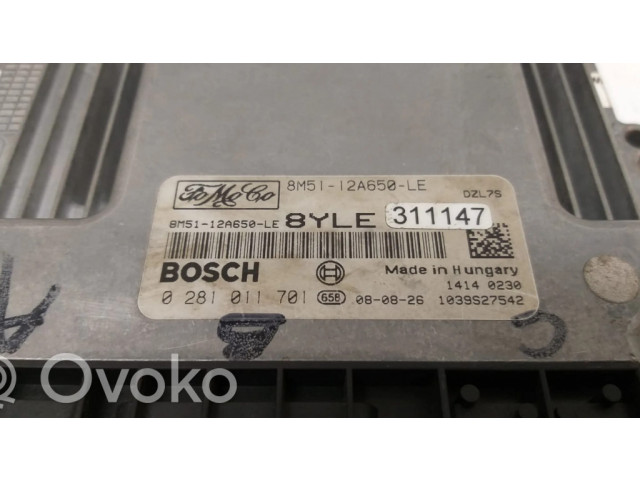 FoMoCo 8M51-12A650-LE
DZL7S
8M51-12A650-LE 8YLE 311147
BOSCH Made in Hungary
1414 0230
0 281 011 701 658 08-08-26 1039S27542
Ovoko